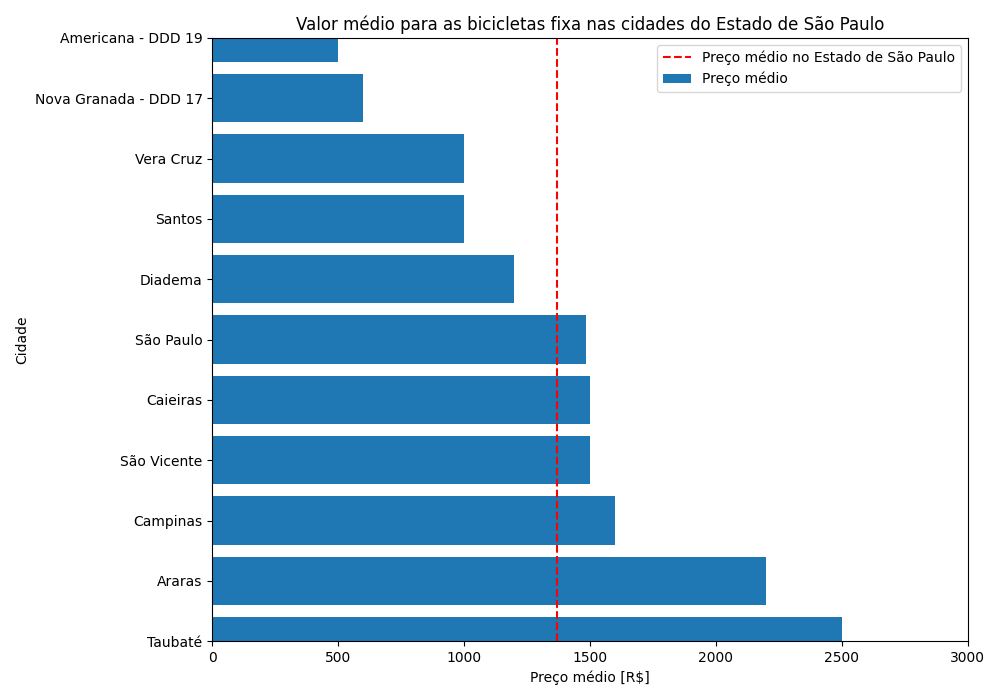 Valor médio para as bicicletas fixa nas cidades do Estado de São Paulo
Preço médio no Estado de São Paulo
Preço médio
Cidade
Americana - DDD 19
Nova Granada - DDD 17
Vera Cruz
Santos
Diadema
São Paulo
Caieiras
São Vicente
Campinas
Araras
Taubaté
0 500 1000 1500 2000 2500 3000
Preço médio [R$]